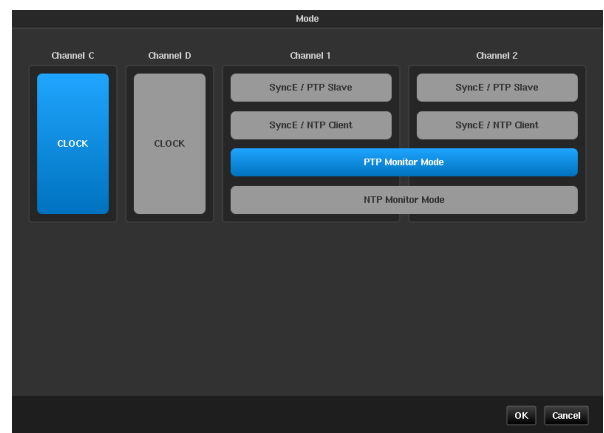 Mode
Channel C Channel D Channel 1 Channel 2
SyncE / PTP Slave SyncE / PTP Slave
SyncE / NTP Client SyncE / NTP Client
CLOCK CLOCK
PTP Monitor Mode
NTP Monitor Mode
OK Cancel